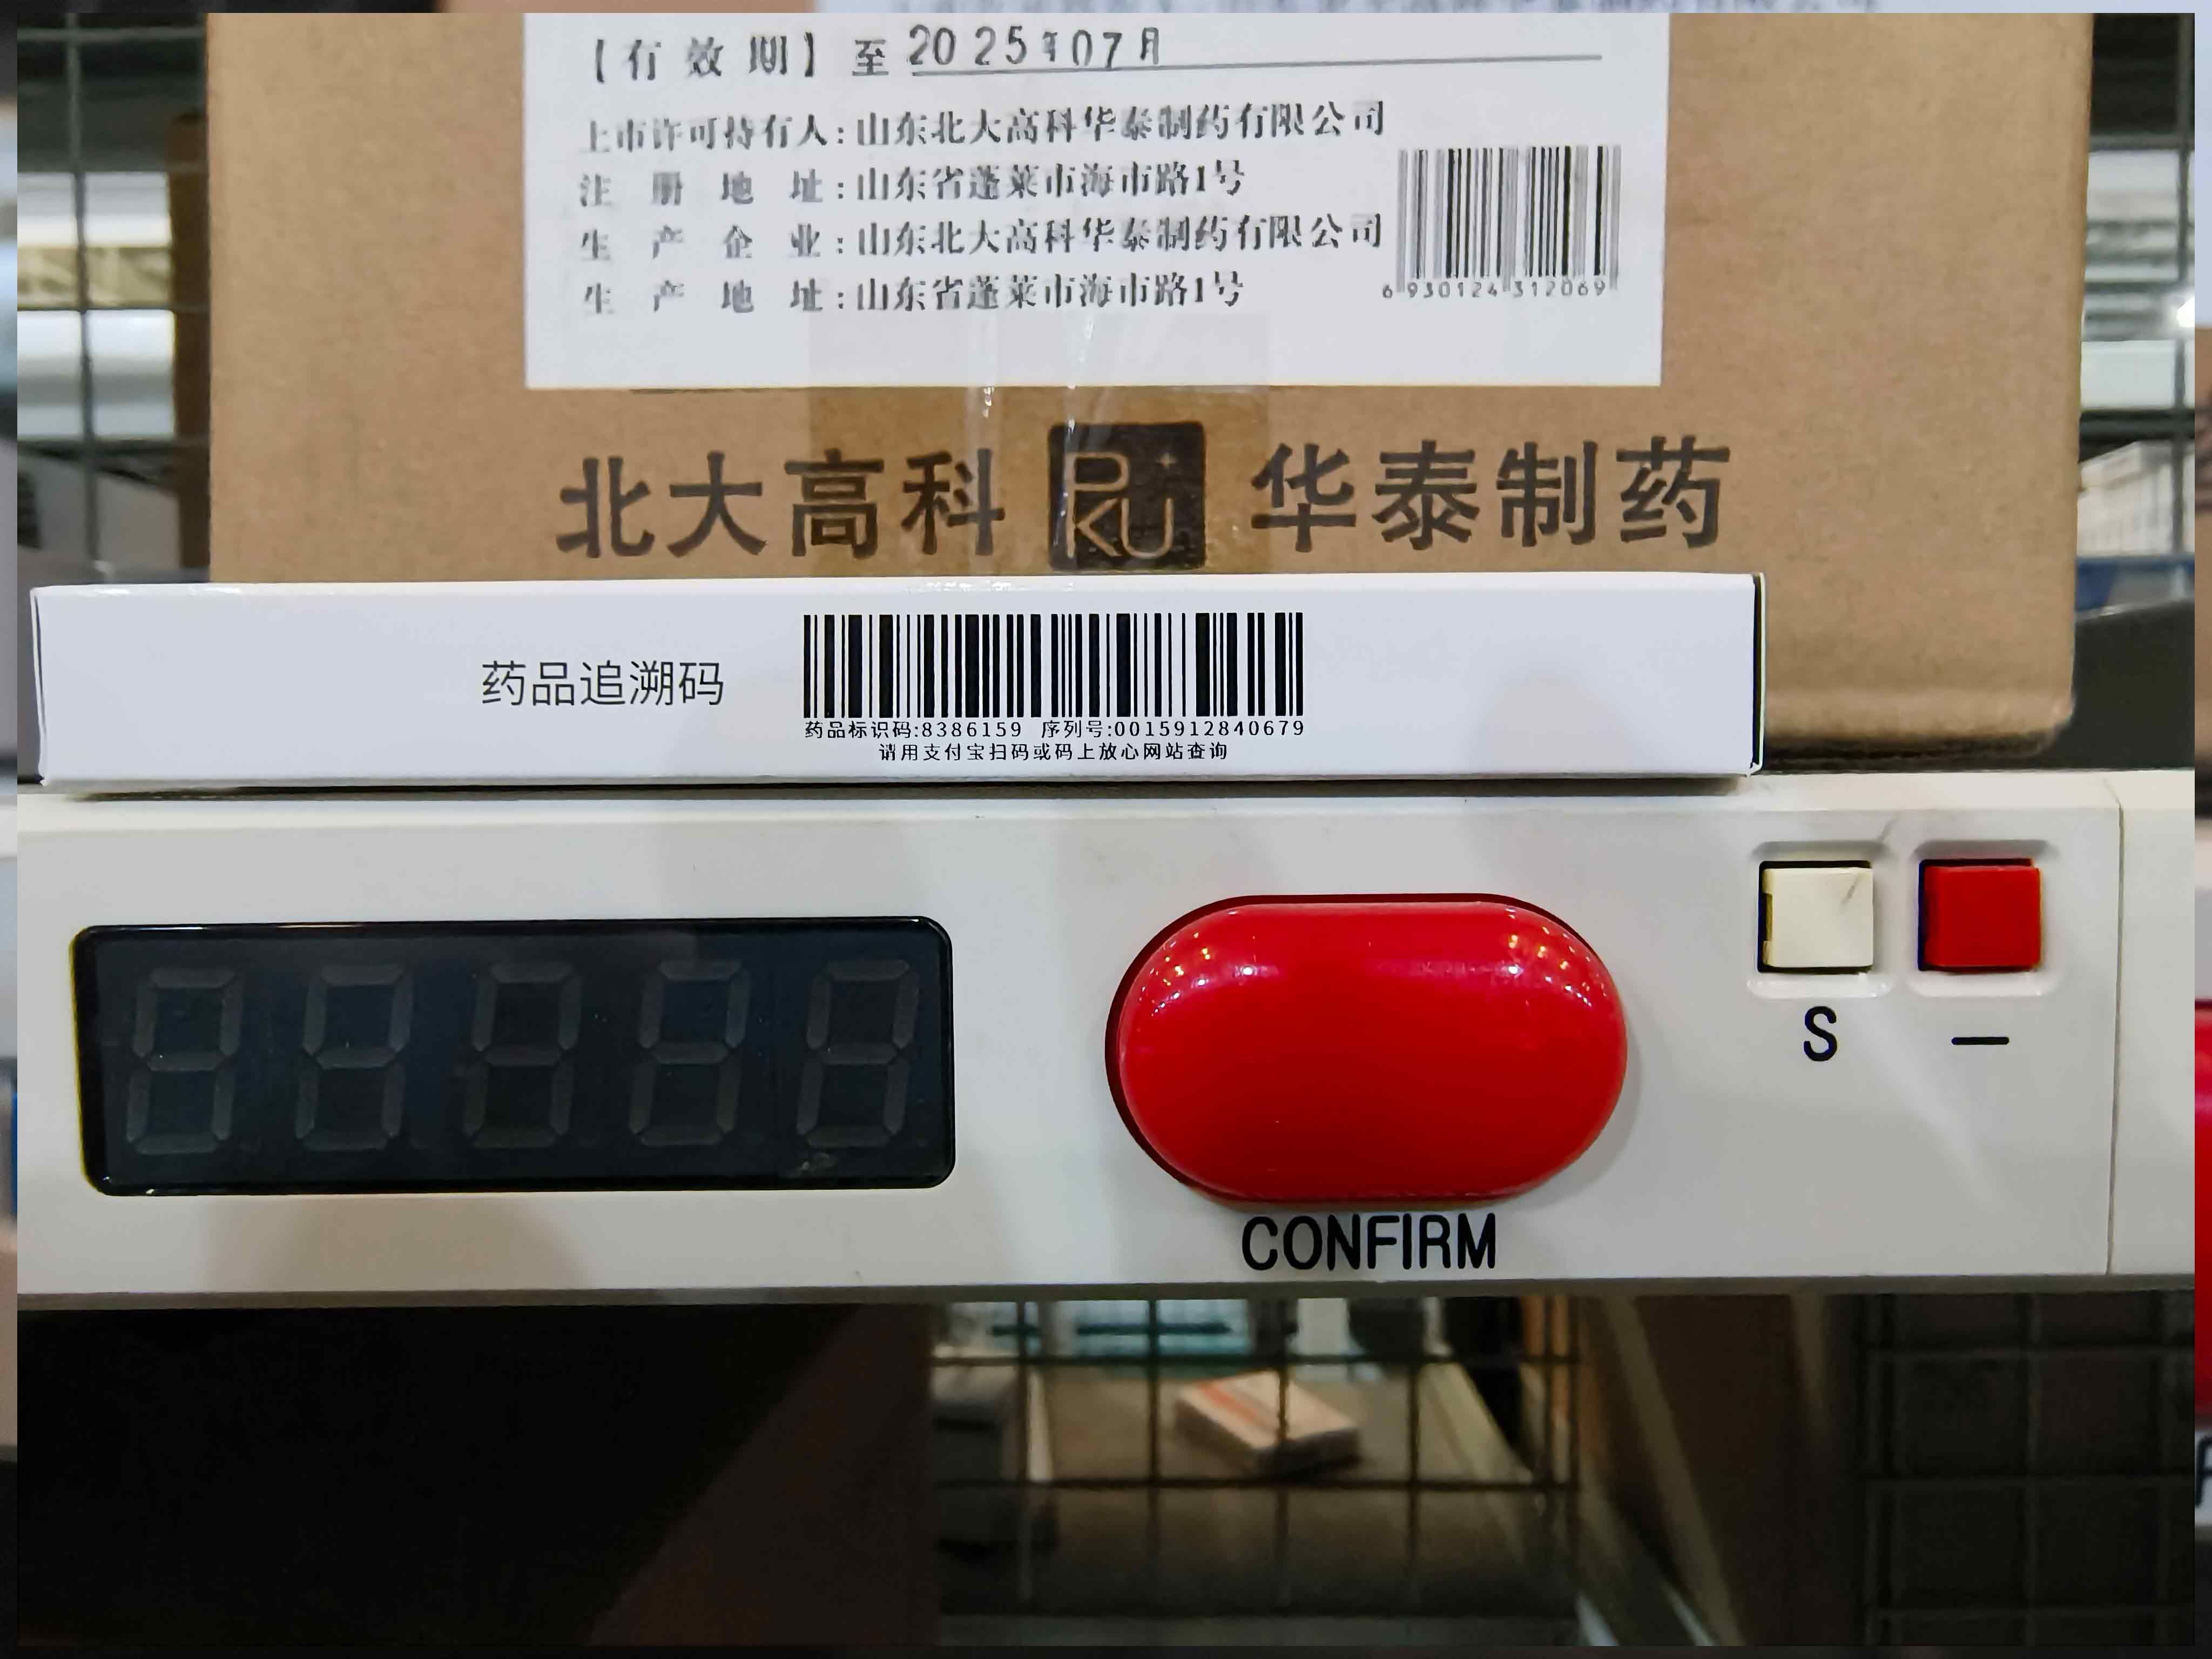 【有效期】至2025年07月
上市许可持有人:山东北大高科华泰制药有限公司
注册地址:山东省蓬莱市海市路1号
生产企业:山东北大高科华泰制药有限公司
生产地址:山东省蓬莱市海市路1号
6 930124 312069
北大高科 PKU 华泰制药
药品追溯码
药品标识码:8386159 序列号:0015912840679
请用支付宝扫码或码上放心网站查询
S —
CONFIRM